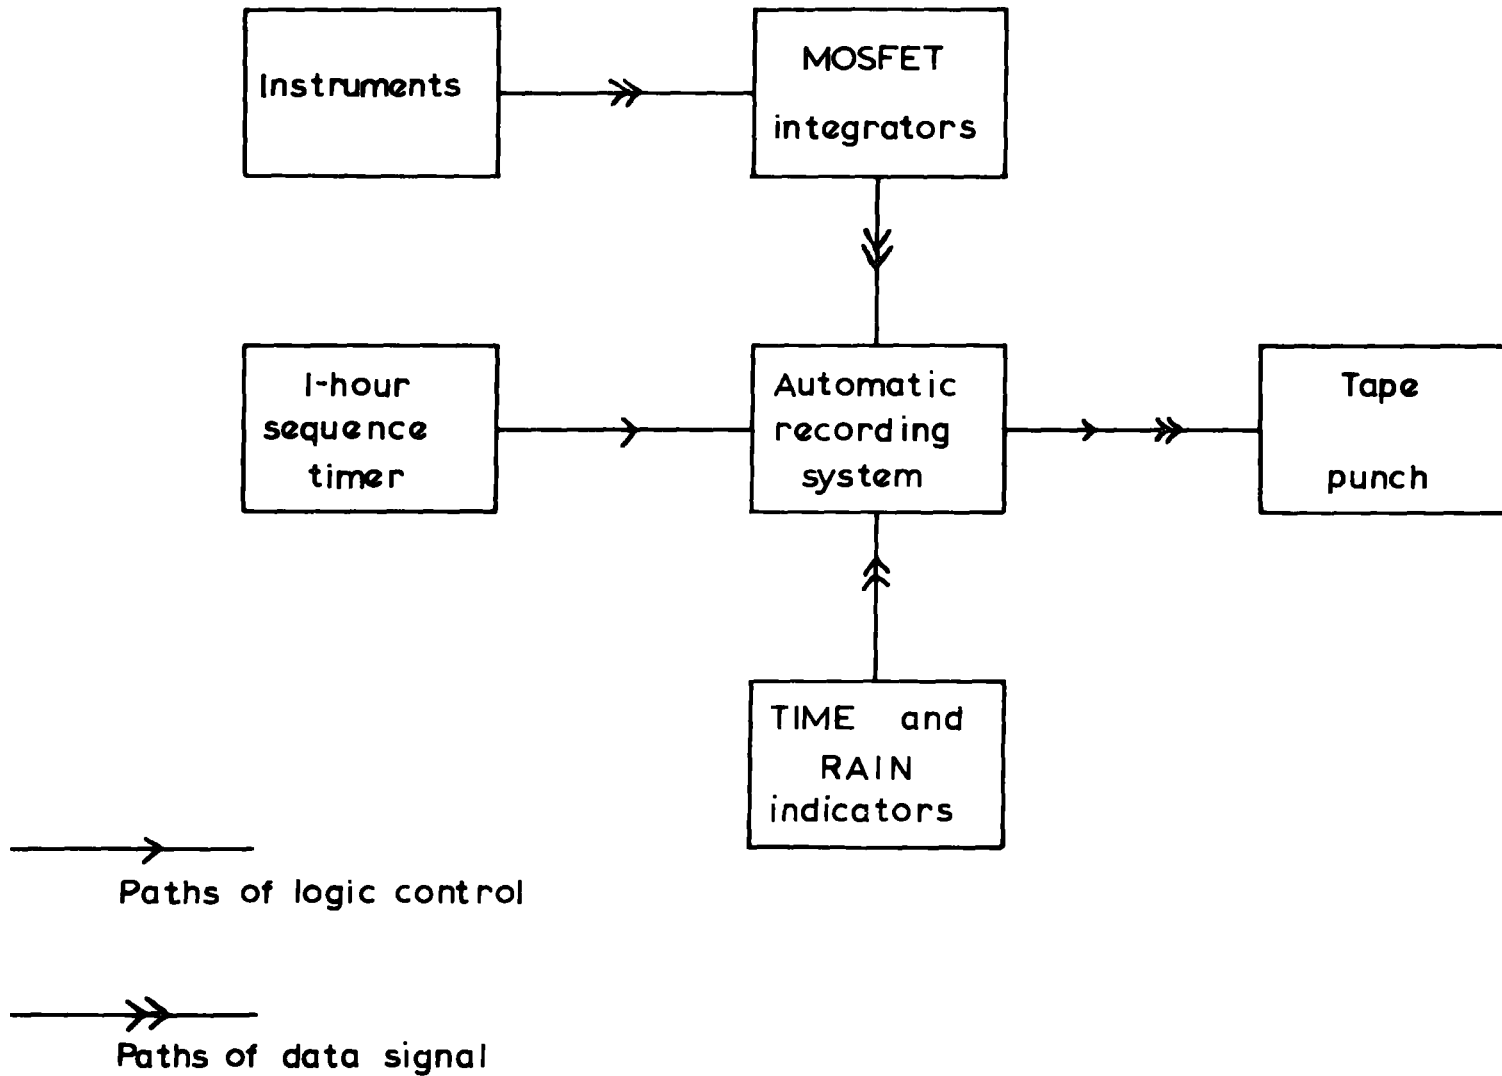 Instruments
MOSFET
integrators
1-hour
sequence
timer
Automatic
recording
system
Tape
punch
TIME and
RAIN
indicators
Paths of logic control
Paths of data signal